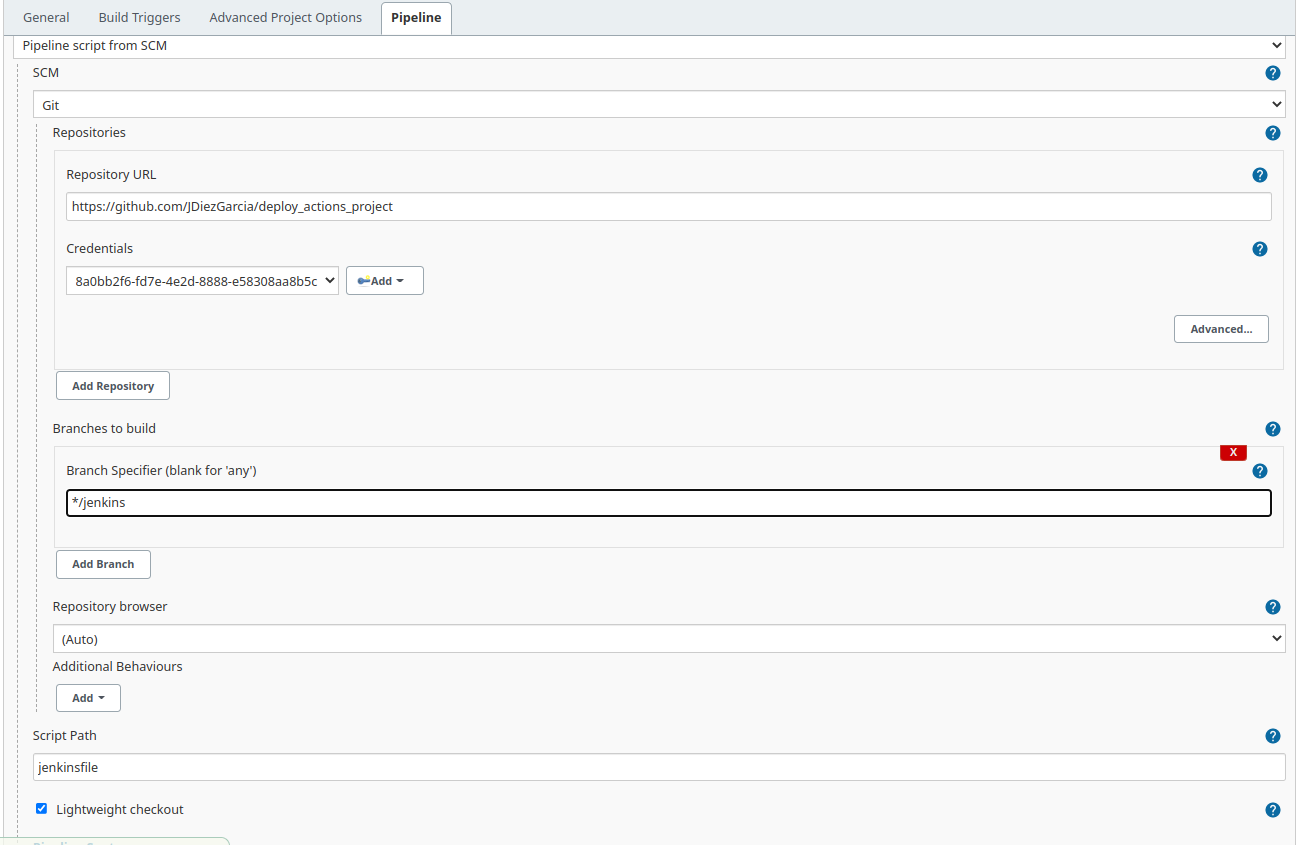 General Build Triggers Advanced Project Options Pipeline
Pipeline script from SCM
SCM
?
Git
Repositories
?
Repository URL
?
https://github.com/JDiezGarcia/deploy_actions_project
Credentials
?
8a0bb2f6-fd7e-4e2d-8888-e58308aa8b5c
Add
Advanced...
Add Repository
Branches to build
?
X
Branch Specifier (blank for 'any')
?
*/jenkins
Add Branch
Repository browser
?
(Auto)
Additional Behaviours
Add
Script Path
?
jenkinsfile
Lightweight checkout
?